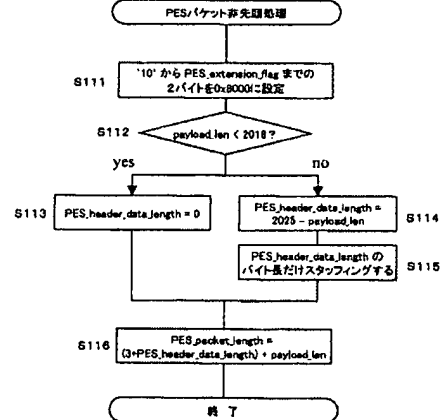 PESパケット非先頭処理
S111
'10' から PES_extension_flag までの
2バイトを0x8000に設定
S112
payload_len < 2018 ?
yes
no
S113
PES_header_data_length = 0
PES_header_data_length =
2025 − payload_len
S114
PES_header_data_length の
バイト長だけスタッフィングする
S115
S116
PES_packet_length =
(3+PES_header_data_length) + payload_len
終 了